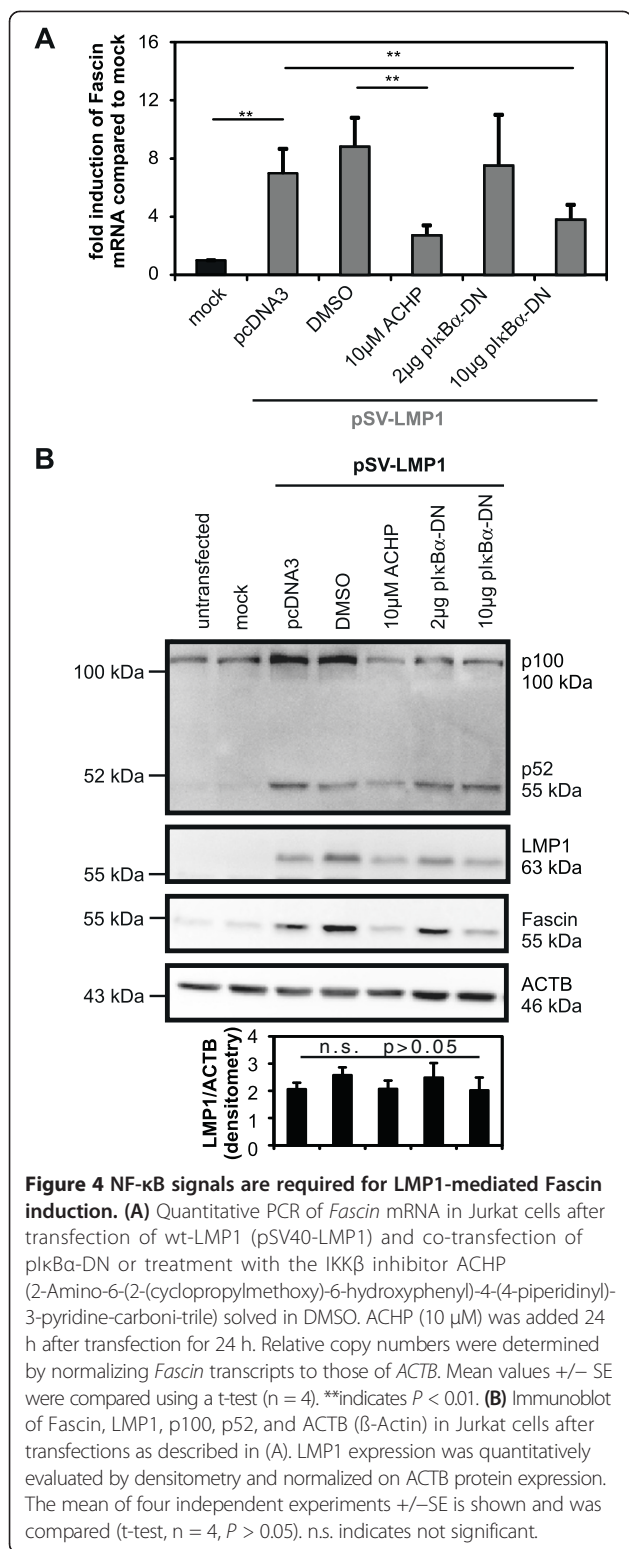 A
fold induction of Fascin
mRNA compared to mock
16
12
8
4
0
**
**
**
mock
pcDNA3
DMSO
10µM ACHP
2µg pIκBα-DN
10µg pIκBα-DN
pSV-LMP1
B
pSV-LMP1
untransfected
mock
pcDNA3
DMSO
10µM ACHP
2µg pIκBα-DN
10µg pIκBα-DN
100 kDa
52 kDa
p100
100 kDa
p52
55 kDa
55 kDa
LMP1
63 kDa
55 kDa
Fascin
55 kDa
43 kDa
ACTB
46 kDa
LMP1/ACTB
(densitometry)
4
3
2
1
0
n.s. p>0.05
Figure 4 NF-κB signals are required for LMP1-mediated Fascin
induction. (A) Quantitative PCR of Fascin mRNA in Jurkat cells after
transfection of wt-LMP1 (pSV40-LMP1) and co-transfection of
pIκBα-DN or treatment with the IKKβ inhibitor ACHP
(2-Amino-6-(2-(cyclopropylmethoxy)-6-hydroxyphenyl)-4-(4-piperidinyl)-
3-pyridine-carboni-trile) solved in DMSO. ACHP (10 µM) was added 24
h after transfection for 24 h. Relative copy numbers were determined
by normalizing Fascin transcripts to those of ACTB. Mean values +/− SE
were compared using a t-test (n = 4). **indicates P < 0.01. (B) Immunoblot
of Fascin, LMP1, p100, p52, and ACTB (ß-Actin) in Jurkat cells after
transfections as described in (A). LMP1 expression was quantitatively
evaluated by densitometry and normalized on ACTB protein expression.
The mean of four independent experiments +/−SE is shown and was
compared (t-test, n = 4, P > 0.05). n.s. indicates not significant.